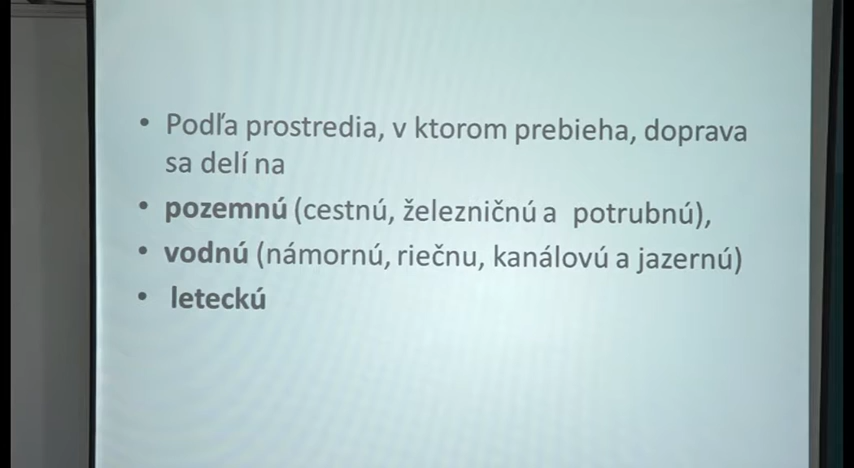 • Podľa prostredia, v ktorom prebieha, doprava
sa delí na
• pozemnú (cestnú, železničnú a  potrubnú),
• vodnú (námornú, riečnu, kanálovú a jazernú)
• leteckú